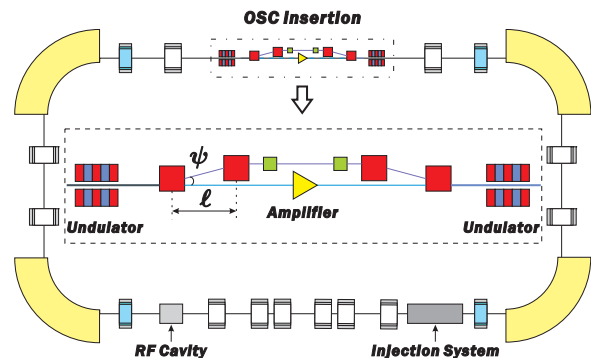 OSC Insertion
ψ
ℓ
Amplifier
Undulator
Undulator
RF Cavity
Injection System